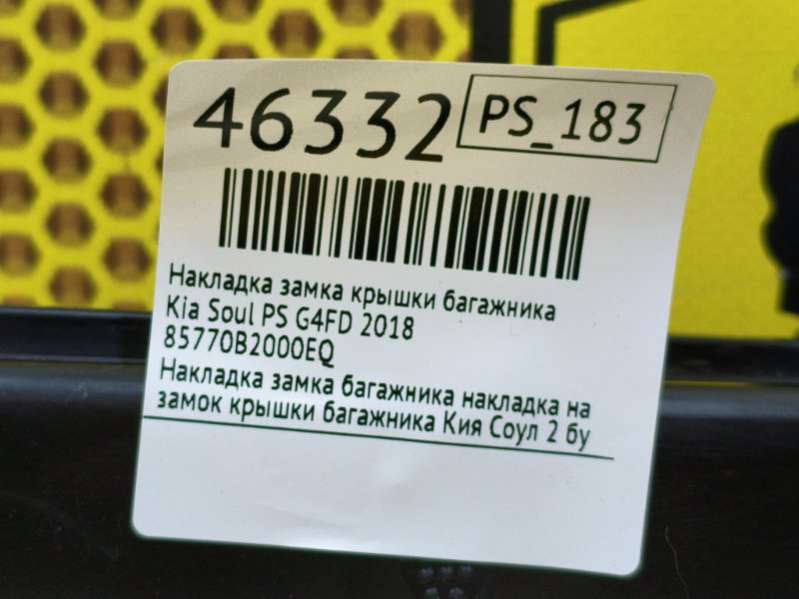 46332 PS_183
Накладка замка крышки багажника
Kia Soul PS G4FD 2018
85770B2000EQ
Накладка замка багажника накладка на
замок крышки багажника Кия Соул 2 бу